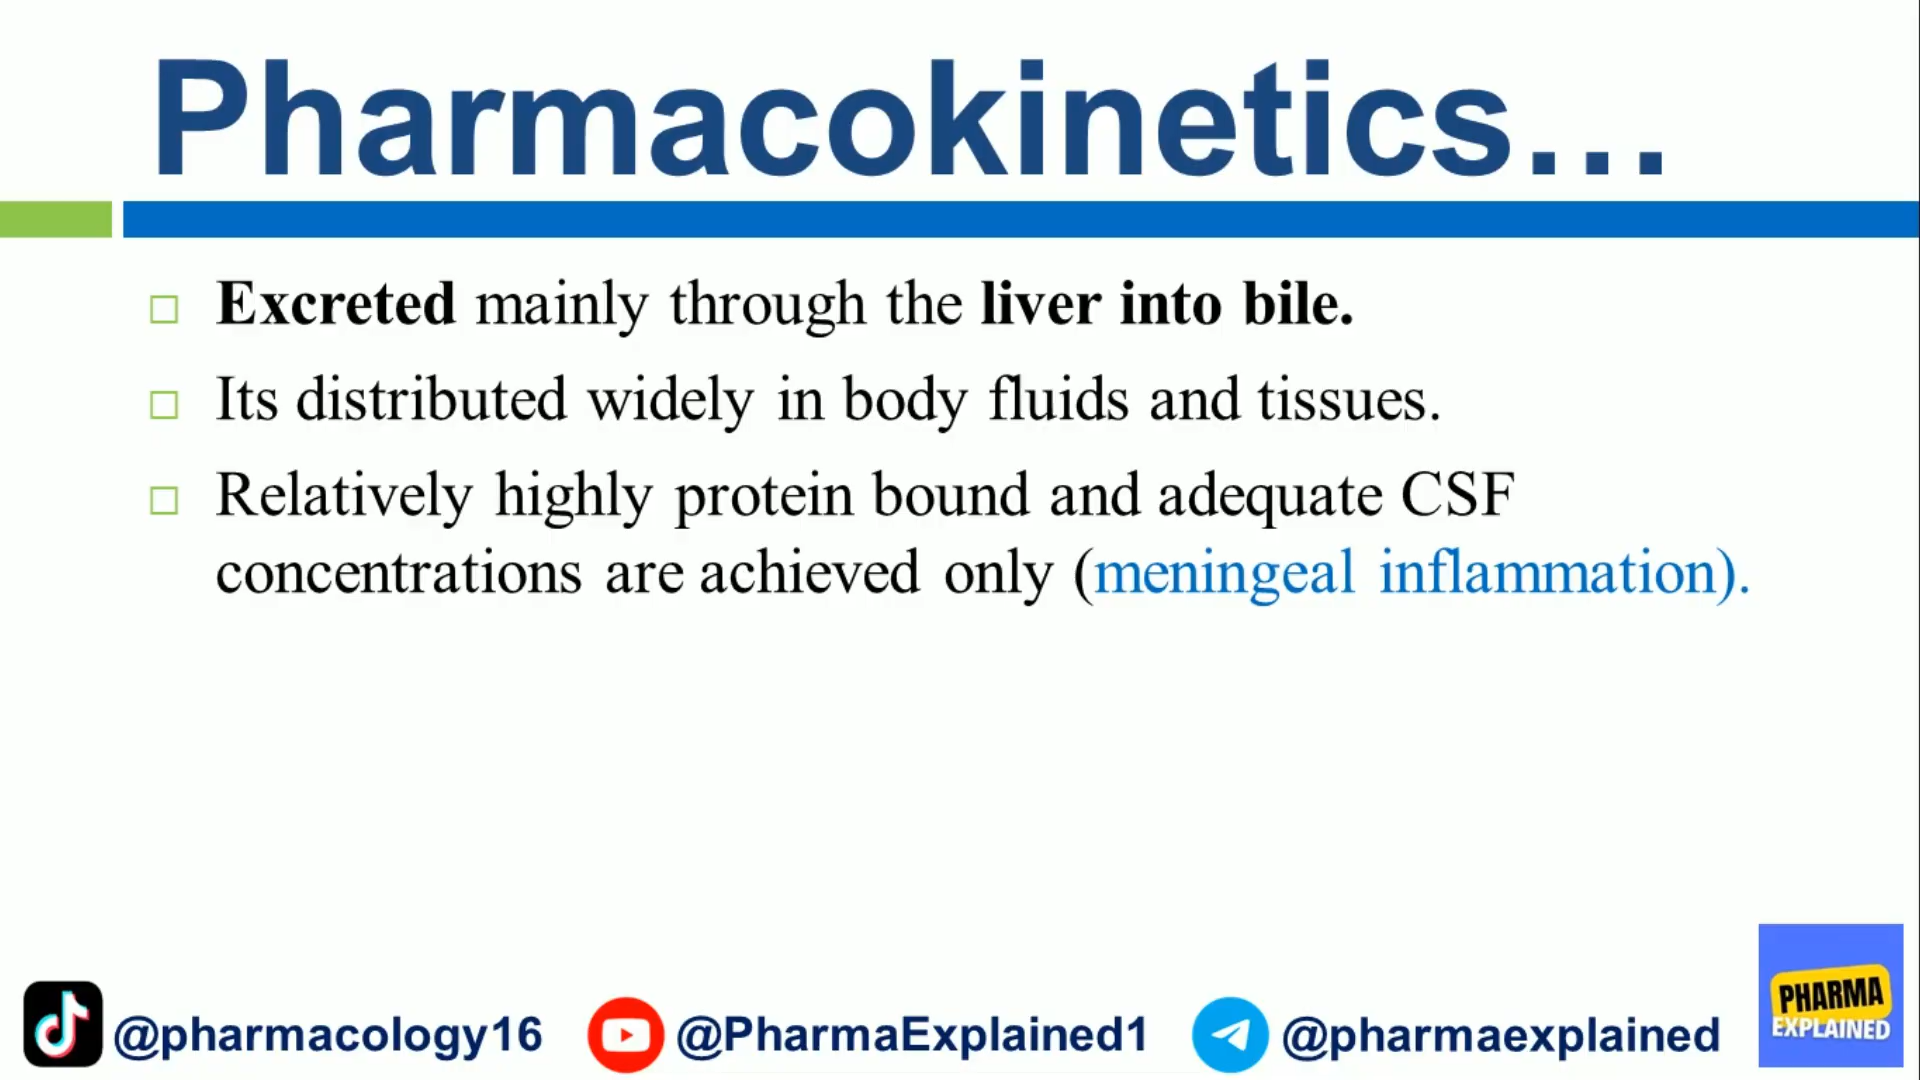 Pharmacokinetics...
Excreted mainly through the liver into bile.
Its distributed widely in body fluids and tissues.
Relatively highly protein bound and adequate CSF
concentrations are achieved only (meningeal inflammation).
@pharmacology16
@PharmaExplained1
@pharmaexplained
PHARMA
EXPLAINED